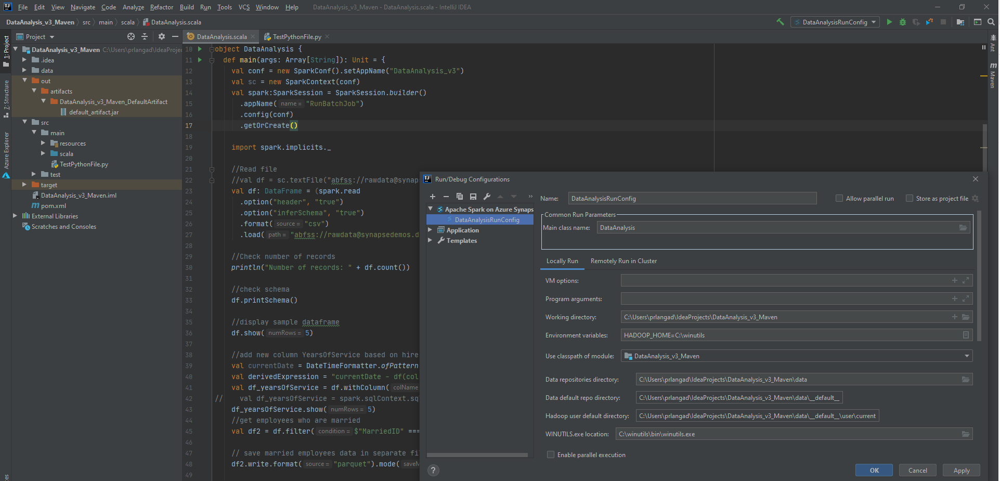 File Edit View Navigate Code Analyze Refactor Build Run Tools VCS Window Help DataAnalysis_v3_Maven - DataAnalysis.scala - IntelliJ IDEA
DataAnalysis_v3_Maven src main scala DataAnalysis.scala DataAnalysisRunConfig
Project DataAnalysis.scala TestPythonFile.py
1: Project
7: Structure
Azure Explorer
DataAnalysis_v3_Maven C:\Users\prlangad\IdeaProjec
.idea
data
out
artifacts
DataAnalysis_v3_Maven_DefaultArtifact
default_artifact.jar
src
main
resources
scala
TestPythonFile.py
test
target
DataAnalysis_v3_Maven.iml
pom.xml
External Libraries
Scratches and Consoles
10 object DataAnalysis {
11 def main(args: Array[String]): Unit = {
12 val conf = new SparkConf().setAppName("DataAnalysis_v3")
13 val sc = new SparkContext(conf)
14 val spark:SparkSession = SparkSession.builder()
15 .appName( name = "RunBatchJob")
16 .config(conf)
17 .getOrCreate()
18
19 import spark.implicits._
20
21 //Read file
22 //val df = sc.textFile("abfss://rawdata@synaps
23 val df: DataFrame = (spark.read
24 .option("header", "true")
25 .option("inferSchema", "true")
26 .format( source = "csv")
27 .load( path = "abfss://rawdata@synapsedemos.d
28
29 //Check number of records
30 println("Number of records: " + df.count())
31
32 //check schema
33 df.printSchema()
34
35 //display sample dataframe
36 df.show( numRows = 5)
37
38 //add new column YearsOfService based on hire
39 val currentDate = DateTimeFormatter.ofPattern
40 val derivedExpression = "currentDate - df(col
41 val df_yearsOfService = df.withColumn( colName
42 // val df_yearsOfService = spark.sqlContext.sq
43 df_yearsOfService.show( numRows = 5)
44 //get employees who are married
45 val df2 = df.filter( condition = $"MarriedID" ===
46
47 // save married employees data in separate fi
48 df2.write.format( source = "parquet").mode( saveM
49
Ant
Maven
Run/Debug Configurations
Apache Spark on Azure Synaps
DataAnalysisRunConfig
Application
Templates
Name: DataAnalysisRunConfig Allow parallel run Store as project file
Common Run Parameters
Main class name: DataAnalysis
Locally Run Remotely Run in Cluster
VM options:
Program arguments:
Working directory: C:\Users\prlangad\IdeaProjects\DataAnalysis_v3_Maven
Environment variables: HADOOP_HOME=C:\winutils
Use classpath of module: DataAnalysis_v3_Maven
Data repositories directory: C:\Users\prlangad\IdeaProjects\DataAnalysis_v3_Maven\data
Data default repo directory: C:\Users\prlangad\IdeaProjects\DataAnalysis_v3_Maven\data\__default__
Hadoop user default directory: C:\Users\prlangad\IdeaProjects\DataAnalysis_v3_Maven\data\__default__\user\current
WINUTILS.exe location: C:\winutils\bin\winutils.exe
Enable parallel execution
? OK Cancel Apply